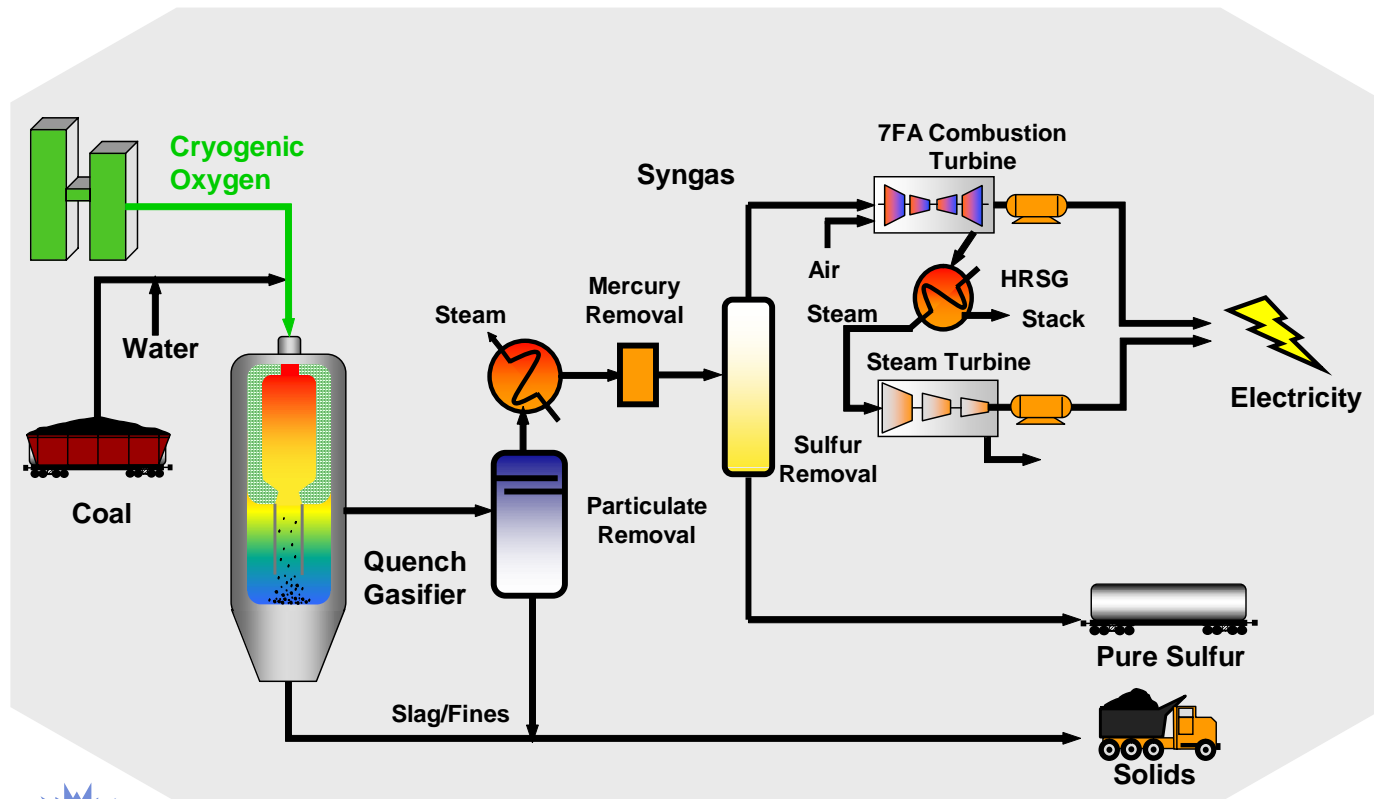 7FA Combustion
Turbine
Cryogenic
Oxygen
Syngas
Air
HRSG
Mercury
Removal
Steam
Steam
Stack
Water
Steam Turbine
Electricity
Sulfur
Removal
Coal
Particulate
Removal
Quench
Gasifier
Pure Sulfur
Slag/Fines
Solids